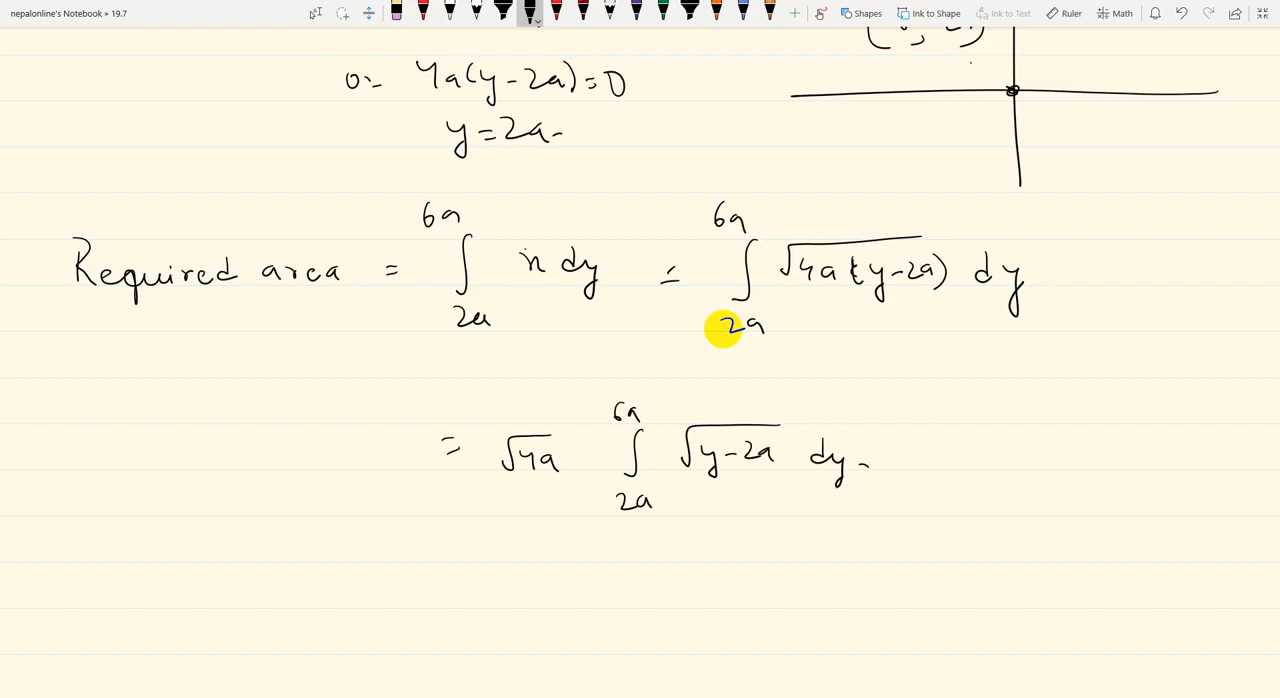 nepalonline's Notebook » 19.7
Shapes Ink to Shape Ink to Text Ruler Math
4a(y-2a)=0
y=2a
Required area = ∫_{2a}^{6a} x dy = ∫_{2a}^{6a} √4a(y-2a) dy
= √4a ∫_{2a}^{6a} √y-2a dy